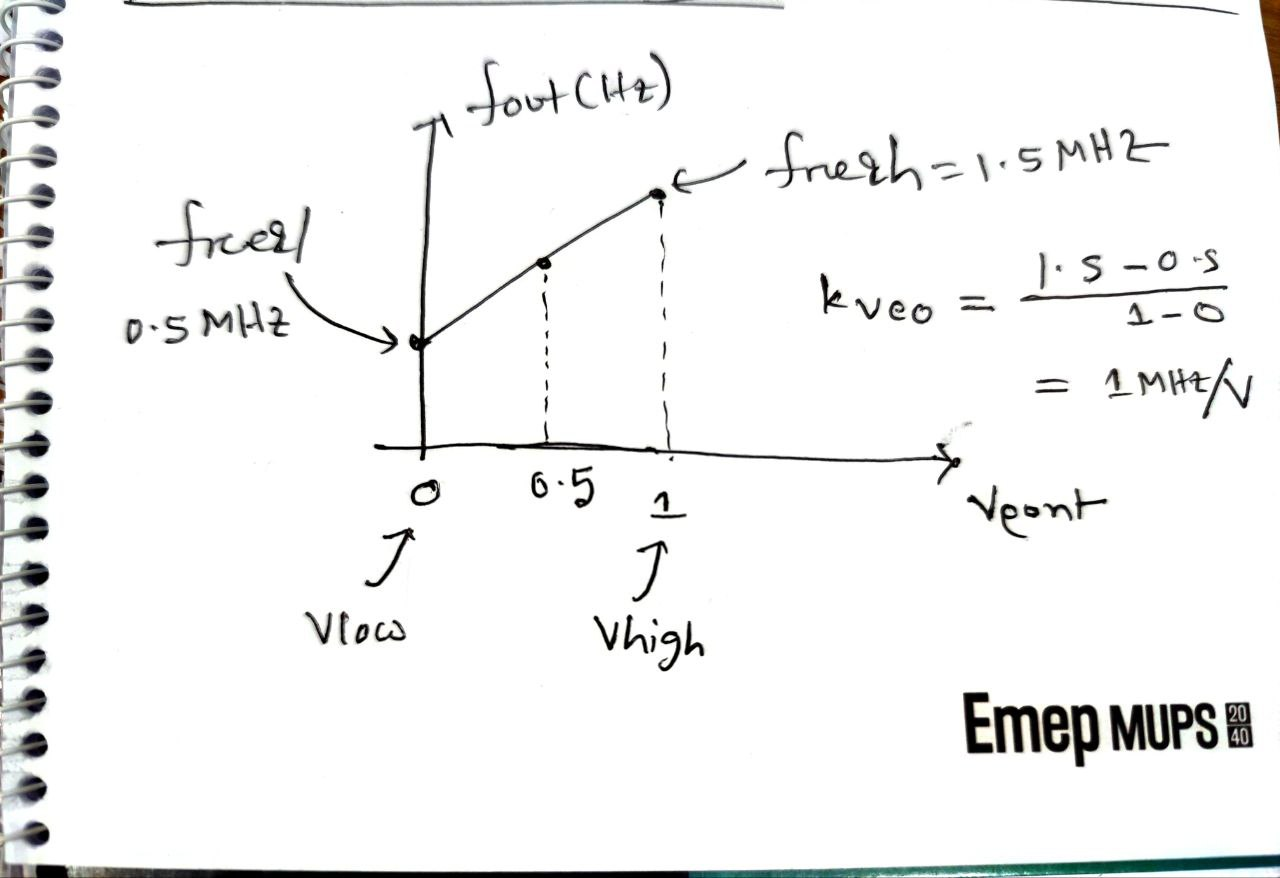 fout (Hz)
freqh = 1.5 MHz
freql
0.5 MHz
kvco = 1.5 - 0.5
1 - 0
= 1 MHz/V
0
0.5
1
Vcont
Vlow
Vhigh
Emep MUPS 20
40